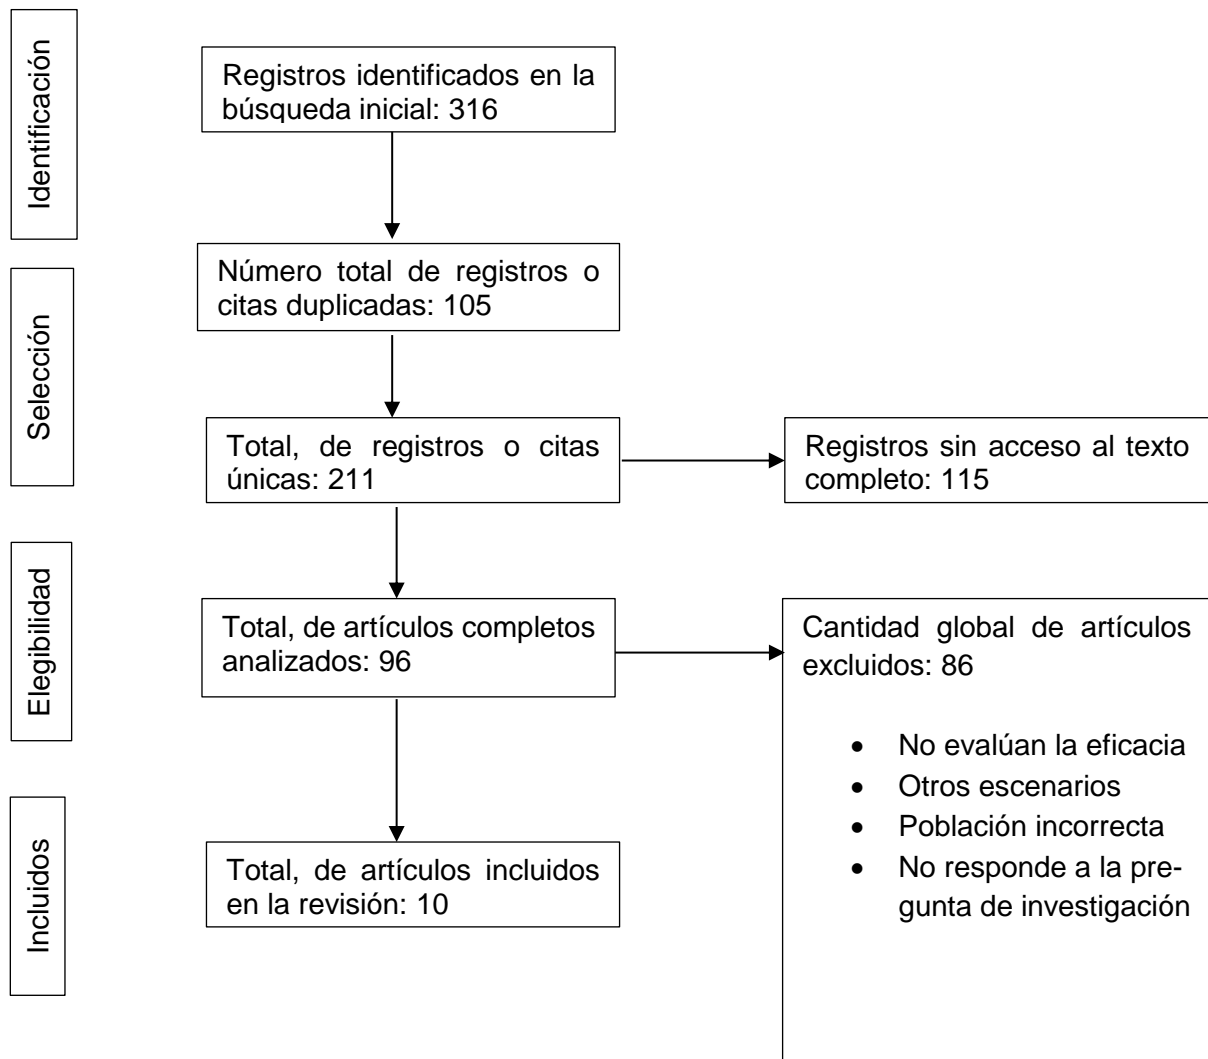 Identificación
Registros identificados en la
búsqueda inicial: 316
Número total de registros o
citas duplicadas: 105
Selección
Total, de registros o citas
únicas: 211
Registros sin acceso al texto
completo: 115
Elegibilidad
Total, de artículos completos
analizados: 96
Cantidad global de artículos
excluidos: 86
• No evalúan la eficacia
• Otros escenarios
• Población incorrecta
• No responde a la pre-
gunta de investigación
Incluidos
Total, de artículos incluidos
en la revisión: 10